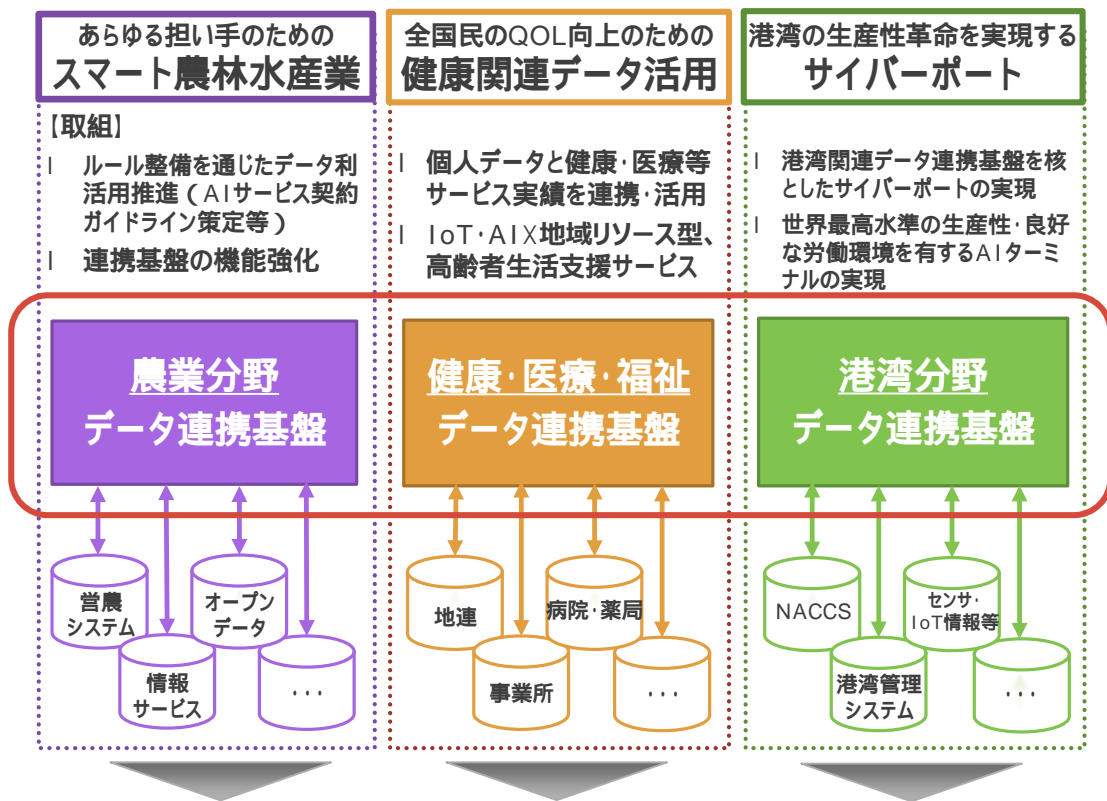 あらゆる担い手のための
スマート農林水産業
【取組】
l ルール整備を通じたデータ利
活用推進(AIサービス契約
ガイドライン策定等)
l 連携基盤の機能強化
農業分野
データ連携基盤
営農
システム
オープン
データ
情報
サービス
・・・
全国民のQOL向上のための
健康関連データ活用
l 個人データと健康・医療等
サービス実績を連携・活用
l IoT・AIX地域リソース型、
高齢者生活支援サービス
健康・医療・福祉
データ連携基盤
地連
病院・薬局
事業所
・・・
港湾の生産性革命を実現する
サイバーポート
l 港湾関連データ連携基盤を核
としたサイバーポートの実現
l 世界最高水準の生産性・良好
な労働環境を有するAIターミ
ナルの実現
港湾分野
データ連携基盤
NACCS
センサ・
IoT情報等
港湾管理
システム
・・・